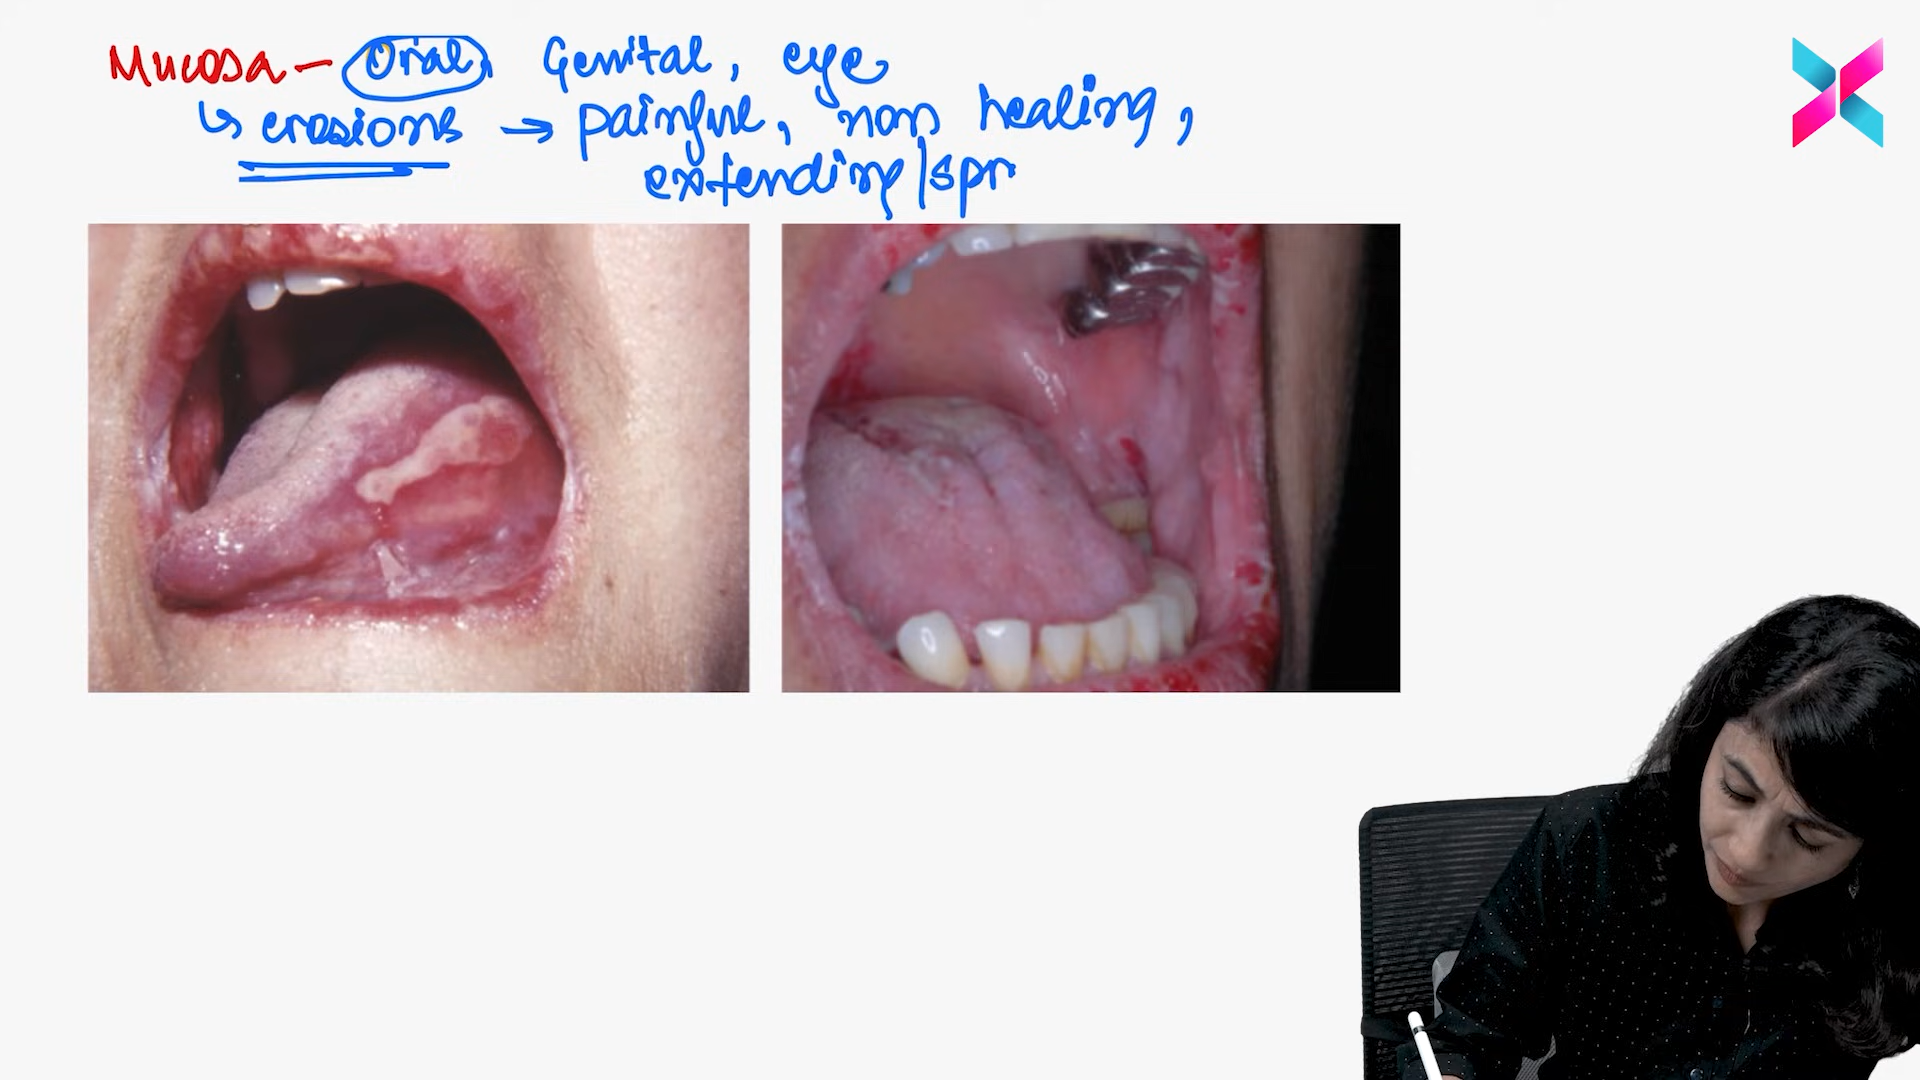 Mucosa - Oral, Genital, eye
↳ erosions → painful, non healing,
extending/spr